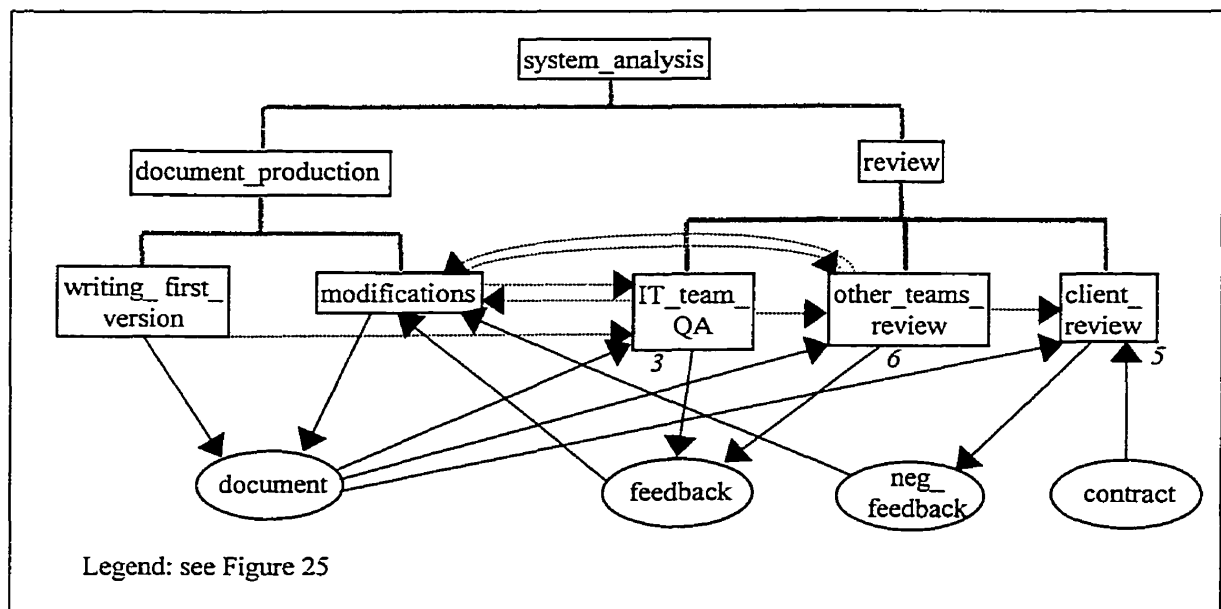 system_analysis
document_production
review
writing_ first_
version
modifications
IT_team_
QA
other_teams_
review
client_
review
3
6
5
document
feedback
neg_
feedback
contract
Legend: see Figure 25